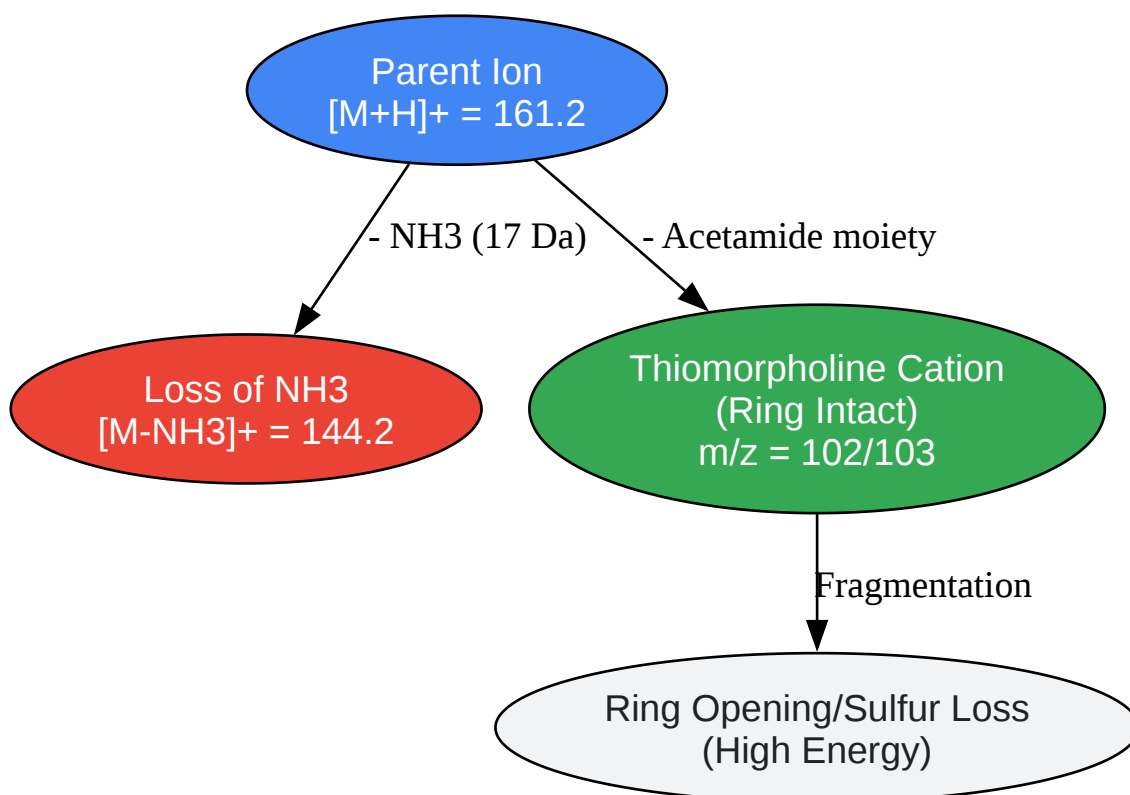 Parent Ion
[M+H]+ = 161.2
- NH3 (17 Da)
- Acetamide moiety
Loss of NH3
[M-NH3]+ = 144.2
Thiomorpholine Cation
(Ring Intact)
m/z = 102/103
Fragmentation
Ring Opening/Sulfur Loss
(High Energy)